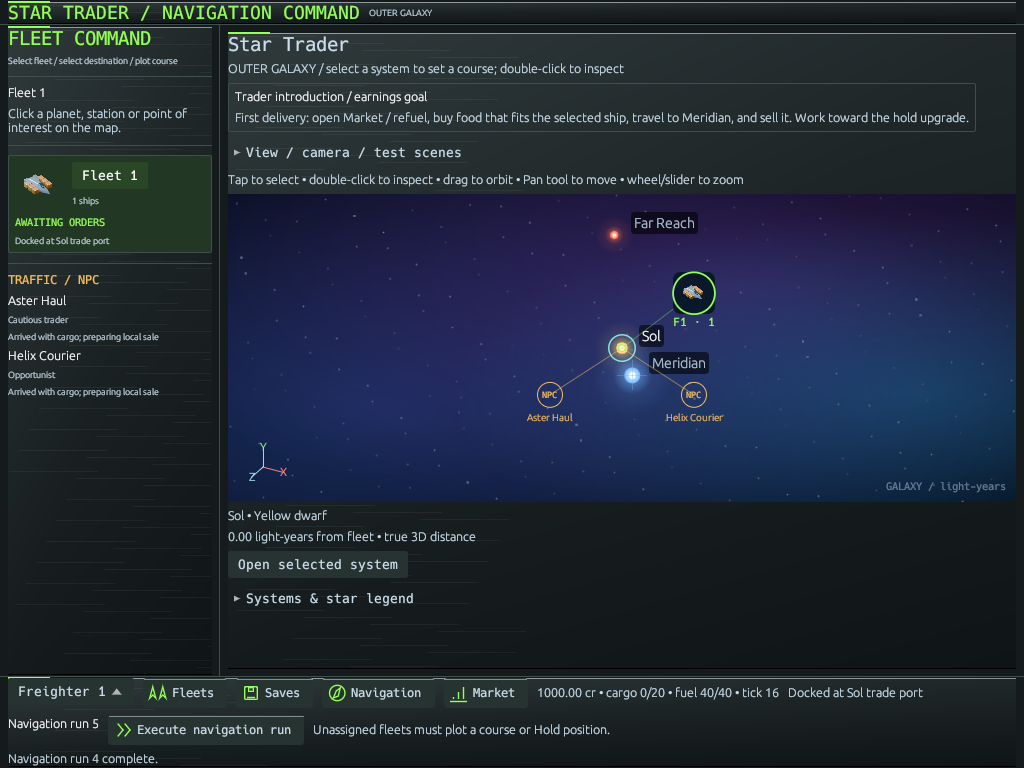 STAR TRADER / NAVIGATION COMMAND OUTER GALAXY
FLEET COMMAND
Select fleet / select destination / plot course
Fleet 1
Click a planet, station or point of
interest on the map.
Fleet 1
1 ships
AWAITING ORDERS
Docked at Sol trade port
TRAFFIC / NPC
Aster Haul
Cautious trader
Arrived with cargo; preparing local sale
Helix Courier
Opportunist
Arrived with cargo; preparing local sale
Star Trader
OUTER GALAXY / select a system to set a course; double-click to inspect
Trader introduction / earnings goal
First delivery: open Market / refuel, buy food that fits the selected ship, travel to Meridian, and sell it. Work toward the hold upgrade.
View / camera / test scenes
Tap to select • double-click to inspect • drag to orbit • Pan tool to move • wheel/slider to zoom
Far Reach
F1 · 1
Sol
Meridian
NPC
Aster Haul
NPC
Helix Courier
Y
Z
X
GALAXY / light-years
Sol • Yellow dwarf
0.00 light-years from fleet • true 3D distance
Open selected system
Systems & star legend
Freighter 1 Fleets Saves Navigation Market 1000.00 cr • cargo 0/20 • fuel 40/40 • tick 16 Docked at Sol trade port
Navigation run 5 Execute navigation run Unassigned fleets must plot a course or Hold position.
Navigation run 4 complete.